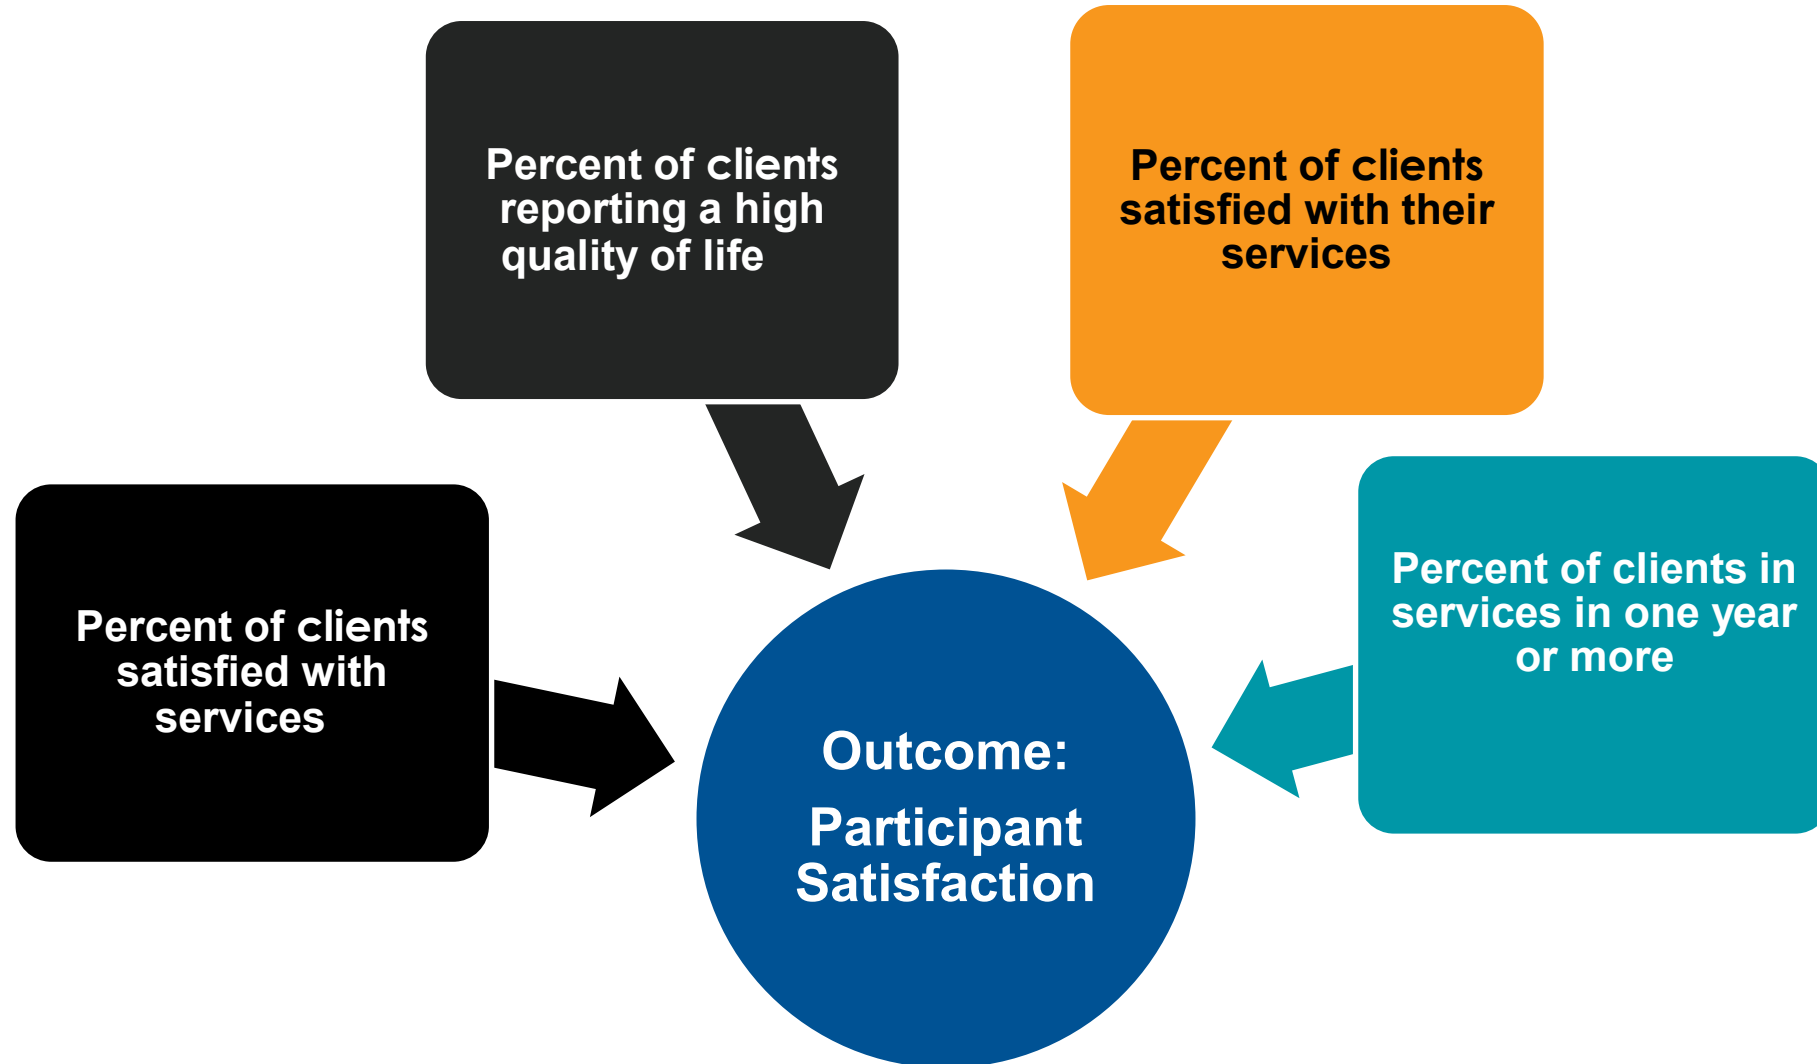 Percent of clients
reporting a high
quality of life
Percent of clients
satisfied with their
services
Percent of clients
satisfied with
services
Percent of clients in
services in one year
or more
Outcome:
Participant
Satisfaction